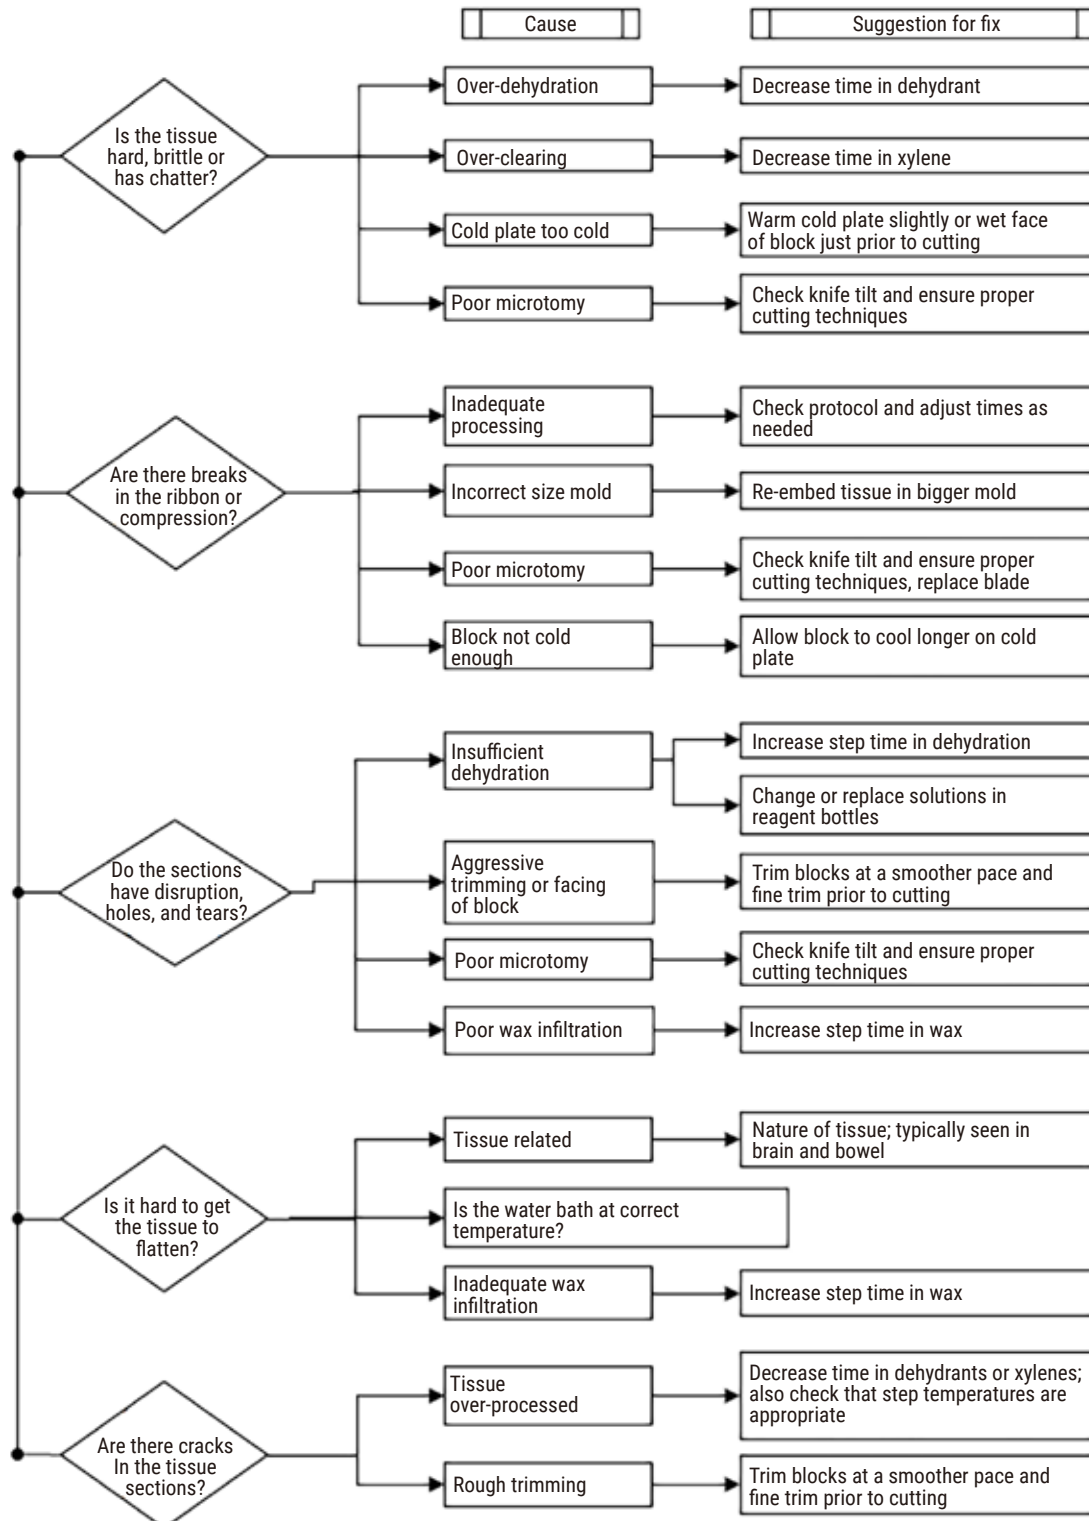 Cause
Suggestion for fix
Is the tissue
hard, brittle or
has chatter?
Over-dehydration
Decrease time in dehydrant
Over-clearing
Decrease time in xylene
Cold plate too cold
Warm cold plate slightly or wet face
of block just prior to cutting
Poor microtomy
Check knife tilt and ensure proper
cutting techniques
Are there breaks
in the ribbon or
compression?
Inadequate
processing
Check protocol and adjust times as
needed
Incorrect size mold
Re-embed tissue in bigger mold
Poor microtomy
Check knife tilt and ensure proper
cutting techniques, replace blade
Block not cold
enough
Allow block to cool longer on cold
plate
Do the sections
have disruption,
holes, and tears?
Insufficient
dehydration
Increase step time in dehydration
Change or replace solutions in
reagent bottles
Aggressive
trimming or facing
of block
Trim blocks at a smoother pace and
fine trim prior to cutting
Poor microtomy
Check knife tilt and ensure proper
cutting techniques
Poor wax infiltration
Increase step time in wax
Is it hard to get
the tissue to
flatten?
Tissue related
Nature of tissue; typically seen in
brain and bowel
Is the water bath at correct
temperature?
Inadequate wax
infiltration
Increase step time in wax
Are there cracks
In the tissue
sections?
Tissue
over-processed
Decrease time in dehydrants or xylenes;
also check that step temperatures are
appropriate
Rough trimming
Trim blocks at a smoother pace and
fine trim prior to cutting